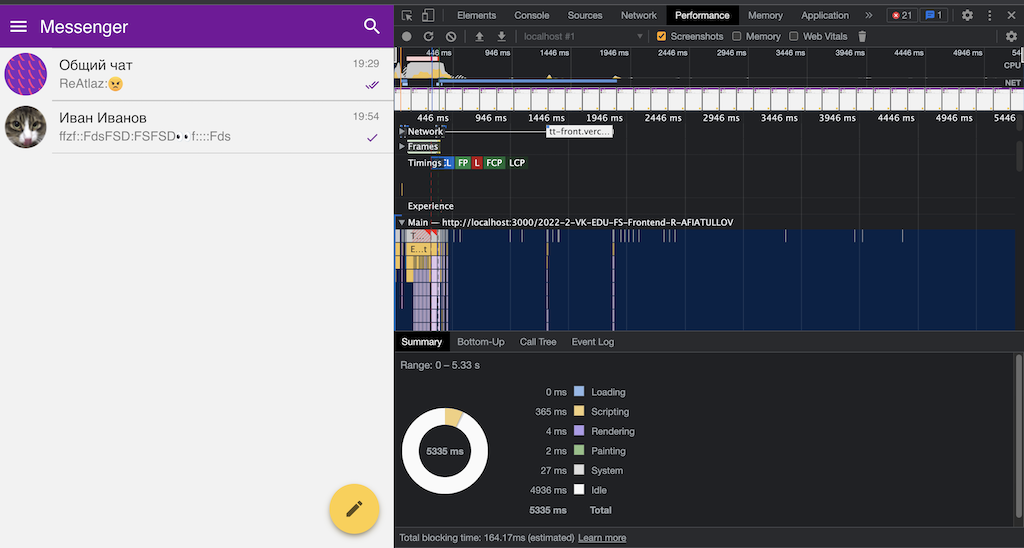 Messenger
Общий чат
19:29
ReAtlaz:😠
Иван Иванов
19:54
ffzf::FdsFSD:FSFSD👀f::::Fds
Elements Console Sources Network Performance Memory Application » 21 1
localhost #1 Screenshots Memory Web Vitals
446 ms 946 ms 1446 ms 1946 ms 2446 ms 2946 ms 3446 ms 3946 ms 4446 ms 4946 ms 54
CPU
NET
446 ms 946 ms 1446 ms 1946 ms 2446 ms 2946 ms 3446 ms 3946 ms 4446 ms 4946 ms 5446
Network tt-front.verc...
Frames
Timings FP L FCP LCP
Experience
Main — http://localhost:3000/2022-2-VK-EDU-FS-Frontend-R-AFIATULLOV
T...
E...t
Summary Bottom-Up Call Tree Event Log
Range: 0 – 5.33 s
0 ms Loading
365 ms Scripting
4 ms Rendering
5335 ms
2 ms Painting
27 ms System
4936 ms Idle
5335 ms Total
Total blocking time: 164.17ms (estimated) Learn more